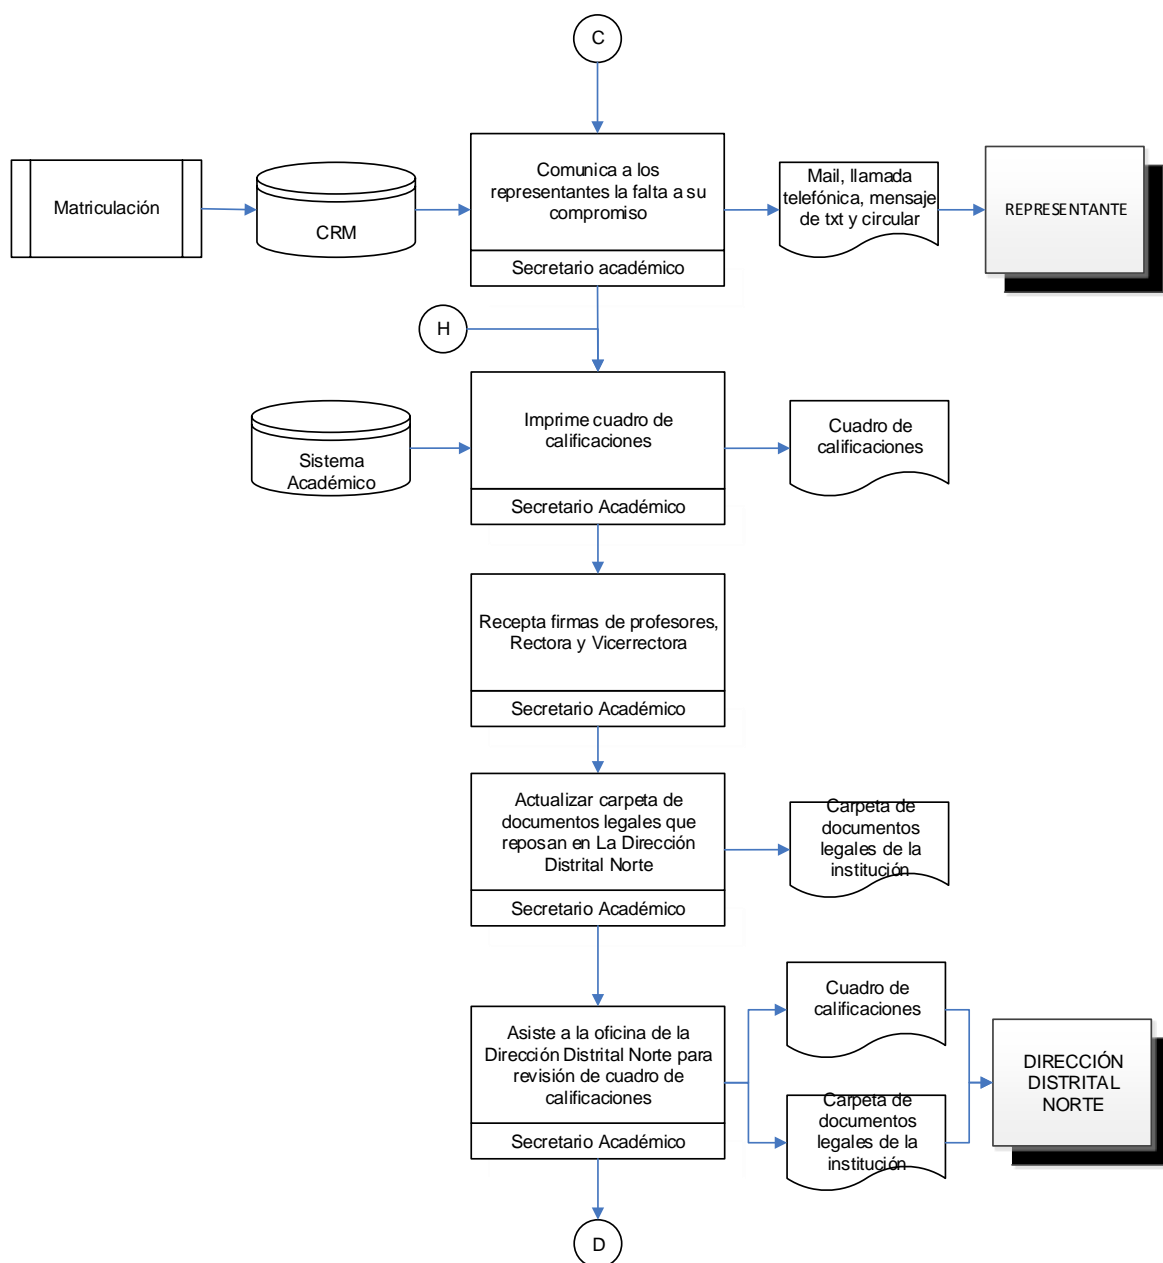 C
Matriculación
CRM
Comunica a los
representantes la falta a su
compromiso
Secretario académico
Mail, llamada
telefónica, mensaje
de txt y circular
REPRESENTANTE
H
Sistema
Académico
Imprime cuadro de
calificaciones
Secretario Académico
Cuadro de
calificaciones
Recepta firmas de profesores,
Rectora y Vicerrectora
Secretario Académico
Actualizar carpeta de
documentos legales que
reposan en La Dirección
Distrital Norte
Secretario Académico
Carpeta de
documentos
legales de la
institución
Asiste a la oficina de la
Dirección Distrital Norte para
revisión de cuadro de
calificaciones
Secretario Académico
Cuadro de
calificaciones
Carpeta de
documentos
legales de la
institución
DIRECCIÓN
DISTRITAL
NORTE
D